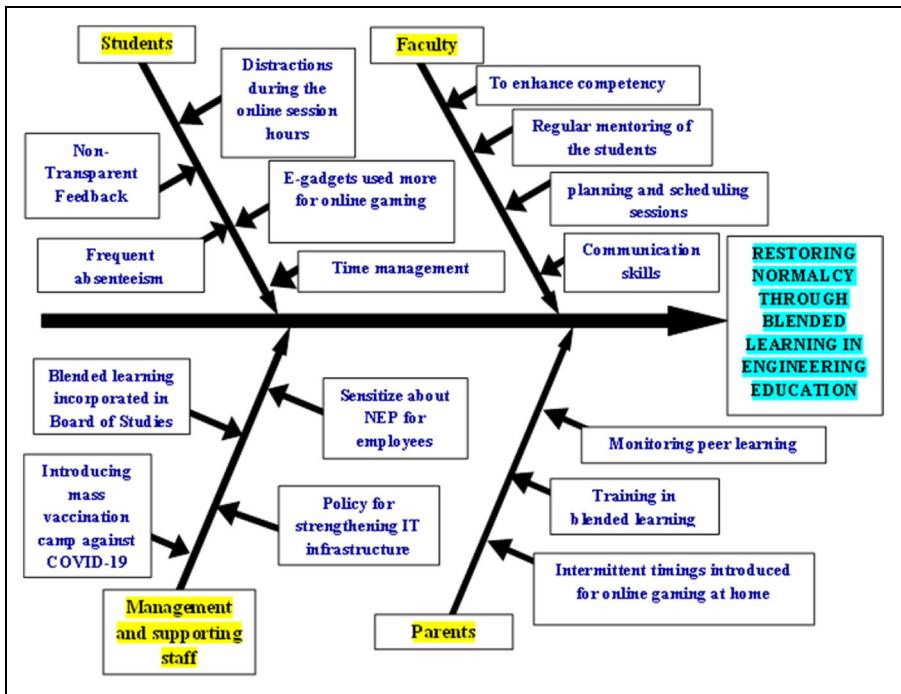 Students
Faculty
Distractions
during the
online session
hours
To enhance competency
Regular mentoring of
the students
Non-
Transparent
Feedback
E-gadgets used more
for online gaming
planning and scheduling
sessions
Frequent
absenteeism
Time management
Communication
skills
RESTORING
NORMALCY
THROUGH
BLENDED
LEARNING IN
ENGINEERING
EDUCATION
Blended learning
incorporated in
Board of Studies
Sensitize about
NEP for
employees
Monitoring peer learning
Introducing
mass
vaccination
camp against
COVID-19
Policy for
strengthening IT
infrastructure
Training in
blended learning
Intermittent timings introduced
for online gaming at home
Management
and supporting
staff
Parents